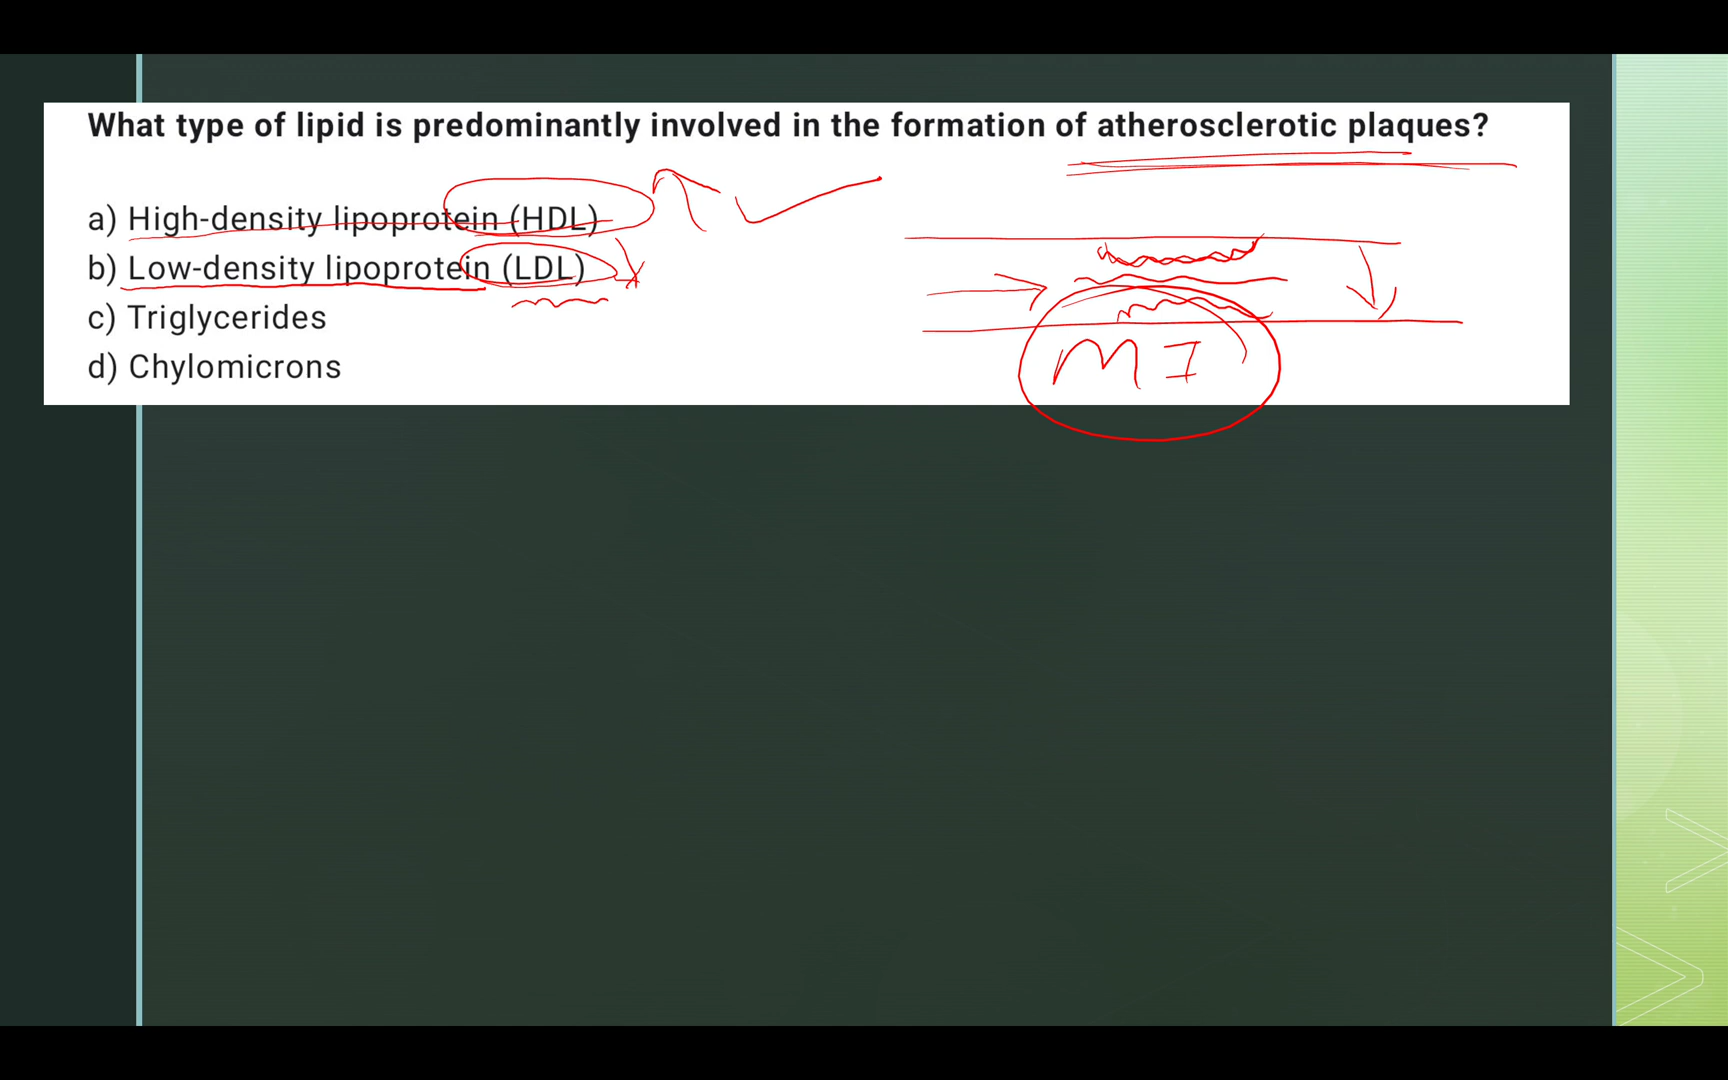 What type of lipid is predominantly involved in the formation of atherosclerotic plaques?
a) High-density lipoprotein (HDL)
b) Low-density lipoprotein (LDL)
c) Triglycerides
d) Chylomicrons
MI